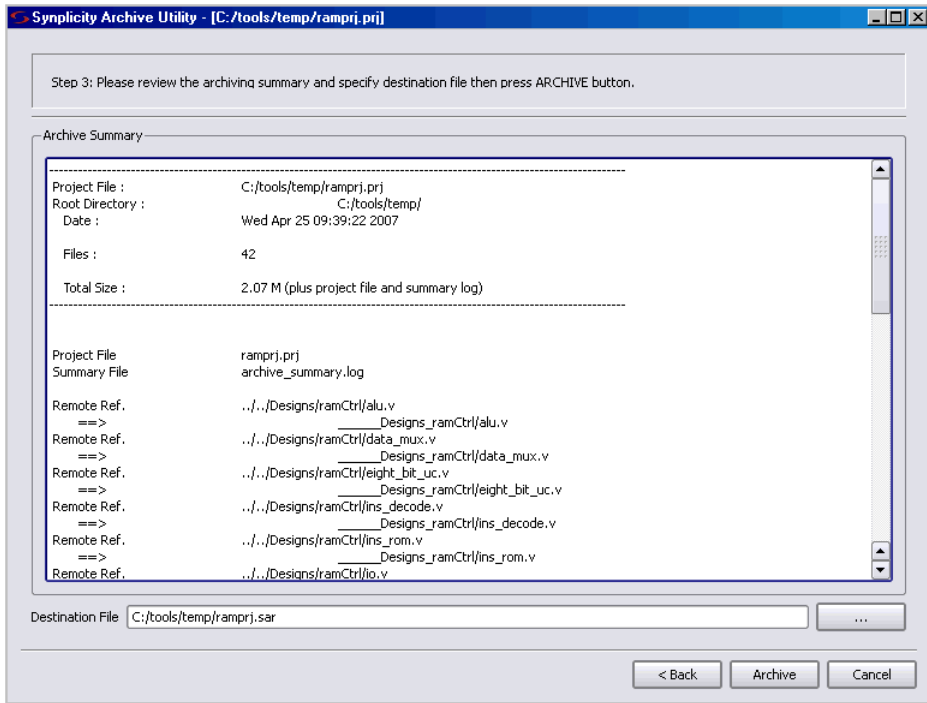 Synplicity Archive Utility - [C:/tools/temp/ramprj.prj]
Step 3: Please review the archiving summary and specify destination file then press ARCHIVE button.
Archive Summary
--------------------------------------------------------------------------------
Project File : C:/tools/temp/ramprj.prj
Root Directory : C:/tools/temp/
Date : Wed Apr 25 09:39:22 2007
Files : 42
Total Size : 2.07 M (plus project file and summary log)
--------------------------------------------------------------------------------
Project File ramprj.prj
Summary File archive_summary.log
Remote Ref. ../../Designs/ramCtrl/alu.v
==> ______Designs_ramCtrl/alu.v
Remote Ref. ../../Designs/ramCtrl/data_mux.v
==> ______Designs_ramCtrl/data_mux.v
Remote Ref. ../../Designs/ramCtrl/eight_bit_uc.v
==> ______Designs_ramCtrl/eight_bit_uc.v
Remote Ref. ../../Designs/ramCtrl/ins_decode.v
==> ______Designs_ramCtrl/ins_decode.v
Remote Ref. ../../Designs/ramCtrl/ins_rom.v
==> ______Designs_ramCtrl/ins_rom.v
Remote Ref. ../../Designs/ramCtrl/io.v
Destination File C:/tools/temp/ramprj.sar ...
< Back Archive Cancel